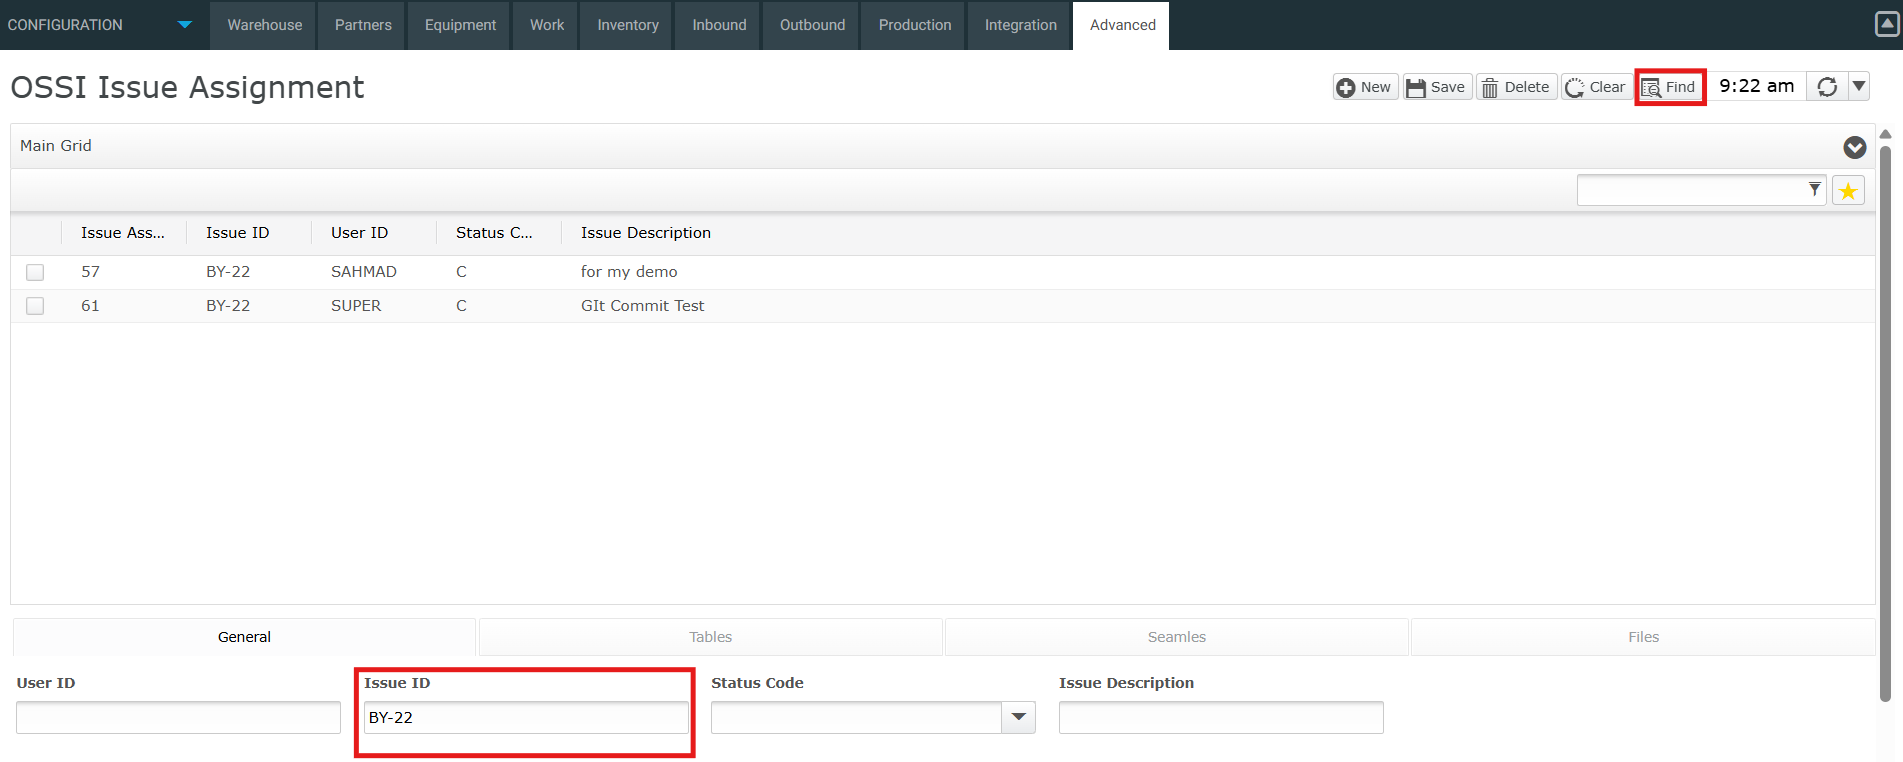 CONFIGURATION Warehouse Partners Equipment Work Inventory Inbound Outbound Production Integration Advanced
OSSI Issue Assignment New Save Delete Clear Find 9:22 am
Main Grid
Issue Ass... Issue ID User ID Status C... Issue Description
57 BY-22 SAHMAD C for my demo
61 BY-22 SUPER C GIt Commit Test
General Tables Seamles Files
User ID Issue ID Status Code Issue Description
BY-22